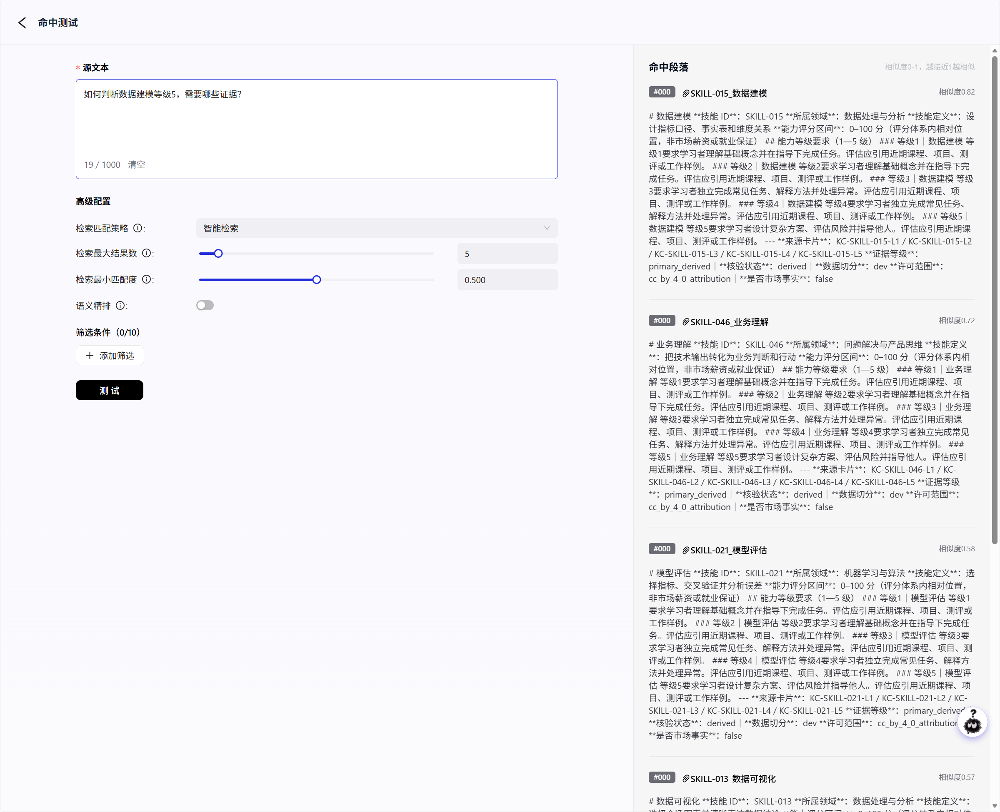 命中测试
* 源文本
如何判断数据建模等级5，需要哪些证据？
19 / 1000 清空
高级配置
检索匹配策略 :
智能检索
检索最大结果数 :
5
检索最小匹配度 :
0.500
语义精排 :
筛选条件（0/10）
+ 添加筛选
测 试
命中段落
相似度0-1，越接近1越相似
#000 SKILL-015_数据建模
相似度0.82
# 数据建模 **技能 ID**：SKILL-015 **所属领域**：数据处理与分析 **技能定义**：设
计指标口径、事实表和维度关系 **能力评分区间**：0–100 分（评分体系内相对位
置，非市场薪资或就业保证） ## 能力等级要求（1—5 级） ### 等级1｜数据建模 等
级1要求学习者理解基础概念并在指导下完成任务。评估应引用近期课程、项目、测
评或工作样例。 ### 等级2｜数据建模 等级2要求学习者理解基础概念并在指导下完
成任务。评估应引用近期课程、项目、测评或工作样例。 ### 等级3｜数据建模 等级
3要求学习者独立完成常见任务、解释方法并处理异常。评估应引用近期课程、项
目、测评或工作样例。 ### 等级4｜数据建模 等级4要求学习者独立完成常见任务、
解释方法并处理异常。评估应引用近期课程、项目、测评或工作样例。 ### 等级5｜
数据建模 等级5要求学习者设计复杂方案、评估风险并指导他人。评估应引用近期课
程、项目、测评或工作样例。 --- **来源卡片**：KC-SKILL-015-L1 / KC-SKILL-015-L2
/ KC-SKILL-015-L3 / KC-SKILL-015-L4 / KC-SKILL-015-L5 **证据等级**：
primary_derived｜**核验状态**：derived｜**数据切分**：dev **许可范围**：
cc_by_4_0_attribution｜**是否市场事实**：false
#000 SKILL-046_业务理解
相似度0.72
# 业务理解 **技能 ID**：SKILL-046 **所属领域**：问题解决与产品思维 **技能定义
**：把技术输出转化为业务判断和行动 **能力评分区间**：0–100 分（评分体系内相
对位置，非市场薪资或就业保证） ## 能力等级要求（1—5 级） ### 等级1｜业务理
解 等级1要求学习者理解基础概念并在指导下完成任务。评估应引用近期课程、项
目、测评或工作样例。 ### 等级2｜业务理解 等级2要求学习者理解基础概念并在指
导下完成任务。评估应引用近期课程、项目、测评或工作样例。 ### 等级3｜业务理
解 等级3要求学习者独立完成常见任务、解释方法并处理异常。评估应引用近期课
程、项目、测评或工作样例。 ### 等级4｜业务理解 等级4要求学习者独立完成常见
任务、解释方法并处理异常。评估应引用近期课程、项目、测评或工作样例。 ###
等级5｜业务理解 等级5要求学习者设计复杂方案、评估风险并指导他人。评估应引
用近期课程、项目、测评或工作样例。 --- **来源卡片**：KC-SKILL-046-L1 / KC-
SKILL-046-L2 / KC-SKILL-046-L3 / KC-SKILL-046-L4 / KC-SKILL-046-L5 **证据等级
**：primary_derived｜**核验状态**：derived｜**数据切分**：dev **许可范围**：
cc_by_4_0_attribution｜**是否市场事实**：false
#000 SKILL-021_模型评估
相似度0.58
# 模型评估 **技能 ID**：SKILL-021 **所属领域**：机器学习与算法 **技能定义**：选
择指标、交叉验证并分析误差 **能力评分区间**：0–100 分（评分体系内相对位置，
非市场薪资或就业保证） ## 能力等级要求（1—5 级） ### 等级1｜模型评估 等级1
要求学习者理解基础概念并在指导下完成任务。评估应引用近期课程、项目、测评或
工作样例。 ### 等级2｜模型评估 等级2要求学习者理解基础概念并在指导下完成任
务。评估应引用近期课程、项目、测评或工作样例。 ### 等级3｜模型评估 等级3要
求学习者独立完成常见任务、解释方法并处理异常。评估应引用近期课程、项目、测
评或工作样例。 ### 等级4｜模型评估 等级4要求学习者独立完成常见任务、解释方
法并处理异常。评估应引用近期课程、项目、测评或工作样例。 ### 等级5｜模型评
估 等级5要求学习者设计复杂方案、评估风险并指导他人。评估应引用近期课程、项
目、测评或工作样例。 --- **来源卡片**：KC-SKILL-021-L1 / KC-SKILL-021-L2 / KC-
SKILL-021-L3 / KC-SKILL-021-L4 / KC-SKILL-021-L5 **证据等级**：primary_derived｜
**核验状态**：derived｜**数据切分**：dev **许可范围**：cc_by_4_0_attribution
**是否市场事实**：false
#000 SKILL-013_数据可视化
相似度0.57
# 数据可视化 **技能 ID**：SKILL-013 **所属领域**：数据处理与分析 **技能定义**：